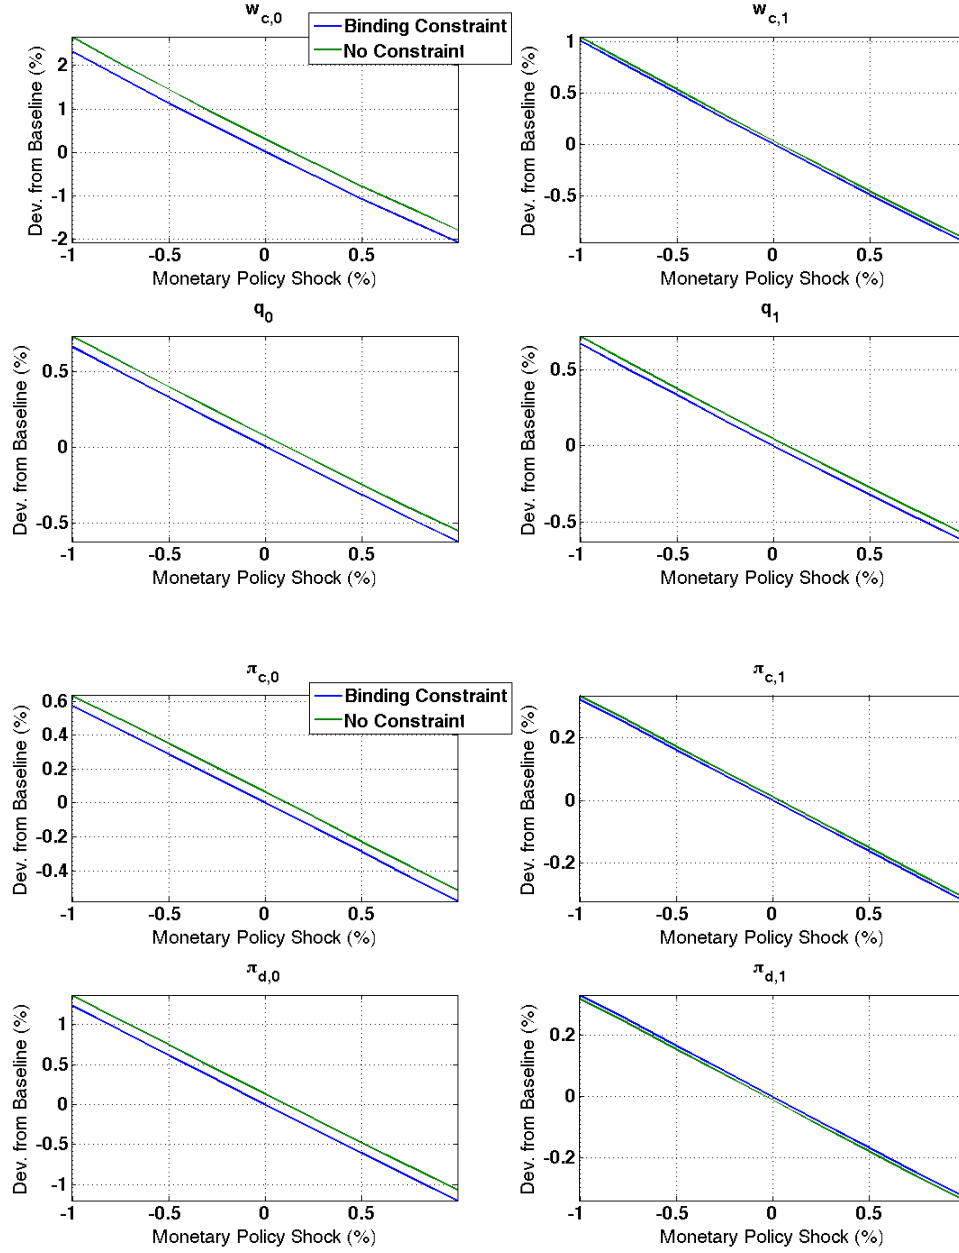 w_c,0
w_c,1
Binding Constraint
No Constraint
Dev. from Baseline (%)
2
1
0
-1
-2
-1
-0.5
0
0.5
Monetary Policy Shock (%)
Dev. from Baseline (%)
1
0.5
0
-0.5
-1
-0.5
0
0.5
Monetary Policy Shock (%)
q_0
q_1
Dev. from Baseline (%)
0.5
0
-0.5
-1
-0.5
0
0.5
Monetary Policy Shock (%)
Dev. from Baseline (%)
0.5
0
-0.5
-1
-0.5
0
0.5
Monetary Policy Shock (%)
π_c,0
π_c,1
Binding Constraint
No Constraint
Dev. from Baseline (%)
0.6
0.4
0.2
0
-0.2
-0.4
-1
-0.5
0
0.5
Monetary Policy Shock (%)
Dev. from Baseline (%)
0.2
0
-0.2
-1
-0.5
0
0.5
Monetary Policy Shock (%)
π_d,0
π_d,1
Dev. from Baseline (%)
1
0.5
0
-0.5
-1
-1
-0.5
0
0.5
Monetary Policy Shock (%)
Dev. from Baseline (%)
0.2
0
-0.2
-1
-0.5
0
0.5
Monetary Policy Shock (%)